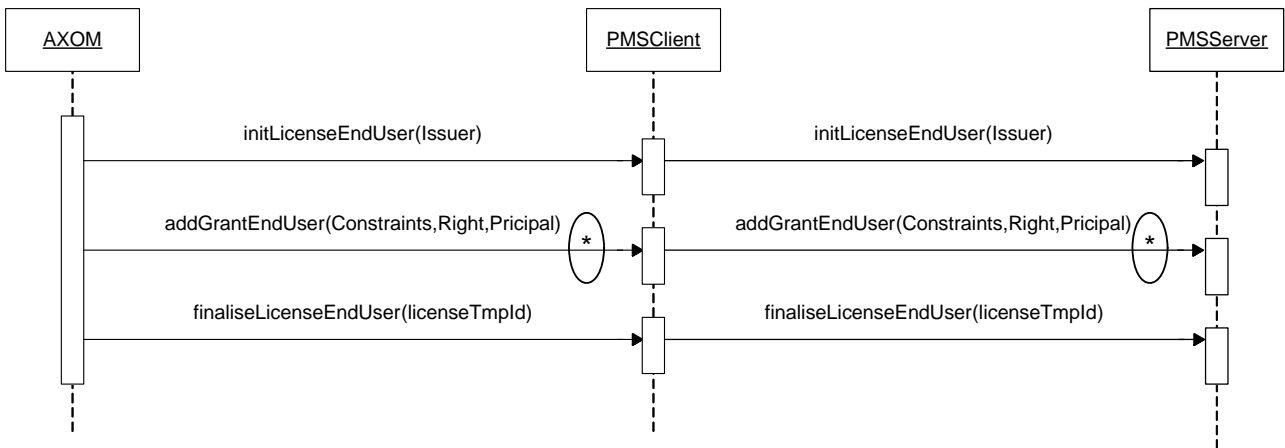 AXOM
PMSClient
PMSServer
initLicenseEndUser(Issuer)
initLicenseEndUser(Issuer)
addGrantEndUser(Constraints,Right,Pricipal)
*
addGrantEndUser(Constraints,Right,Pricipal)
*
finaliseLicenseEndUser(licenseTmpId)
finaliseLicenseEndUser(licenseTmpId)